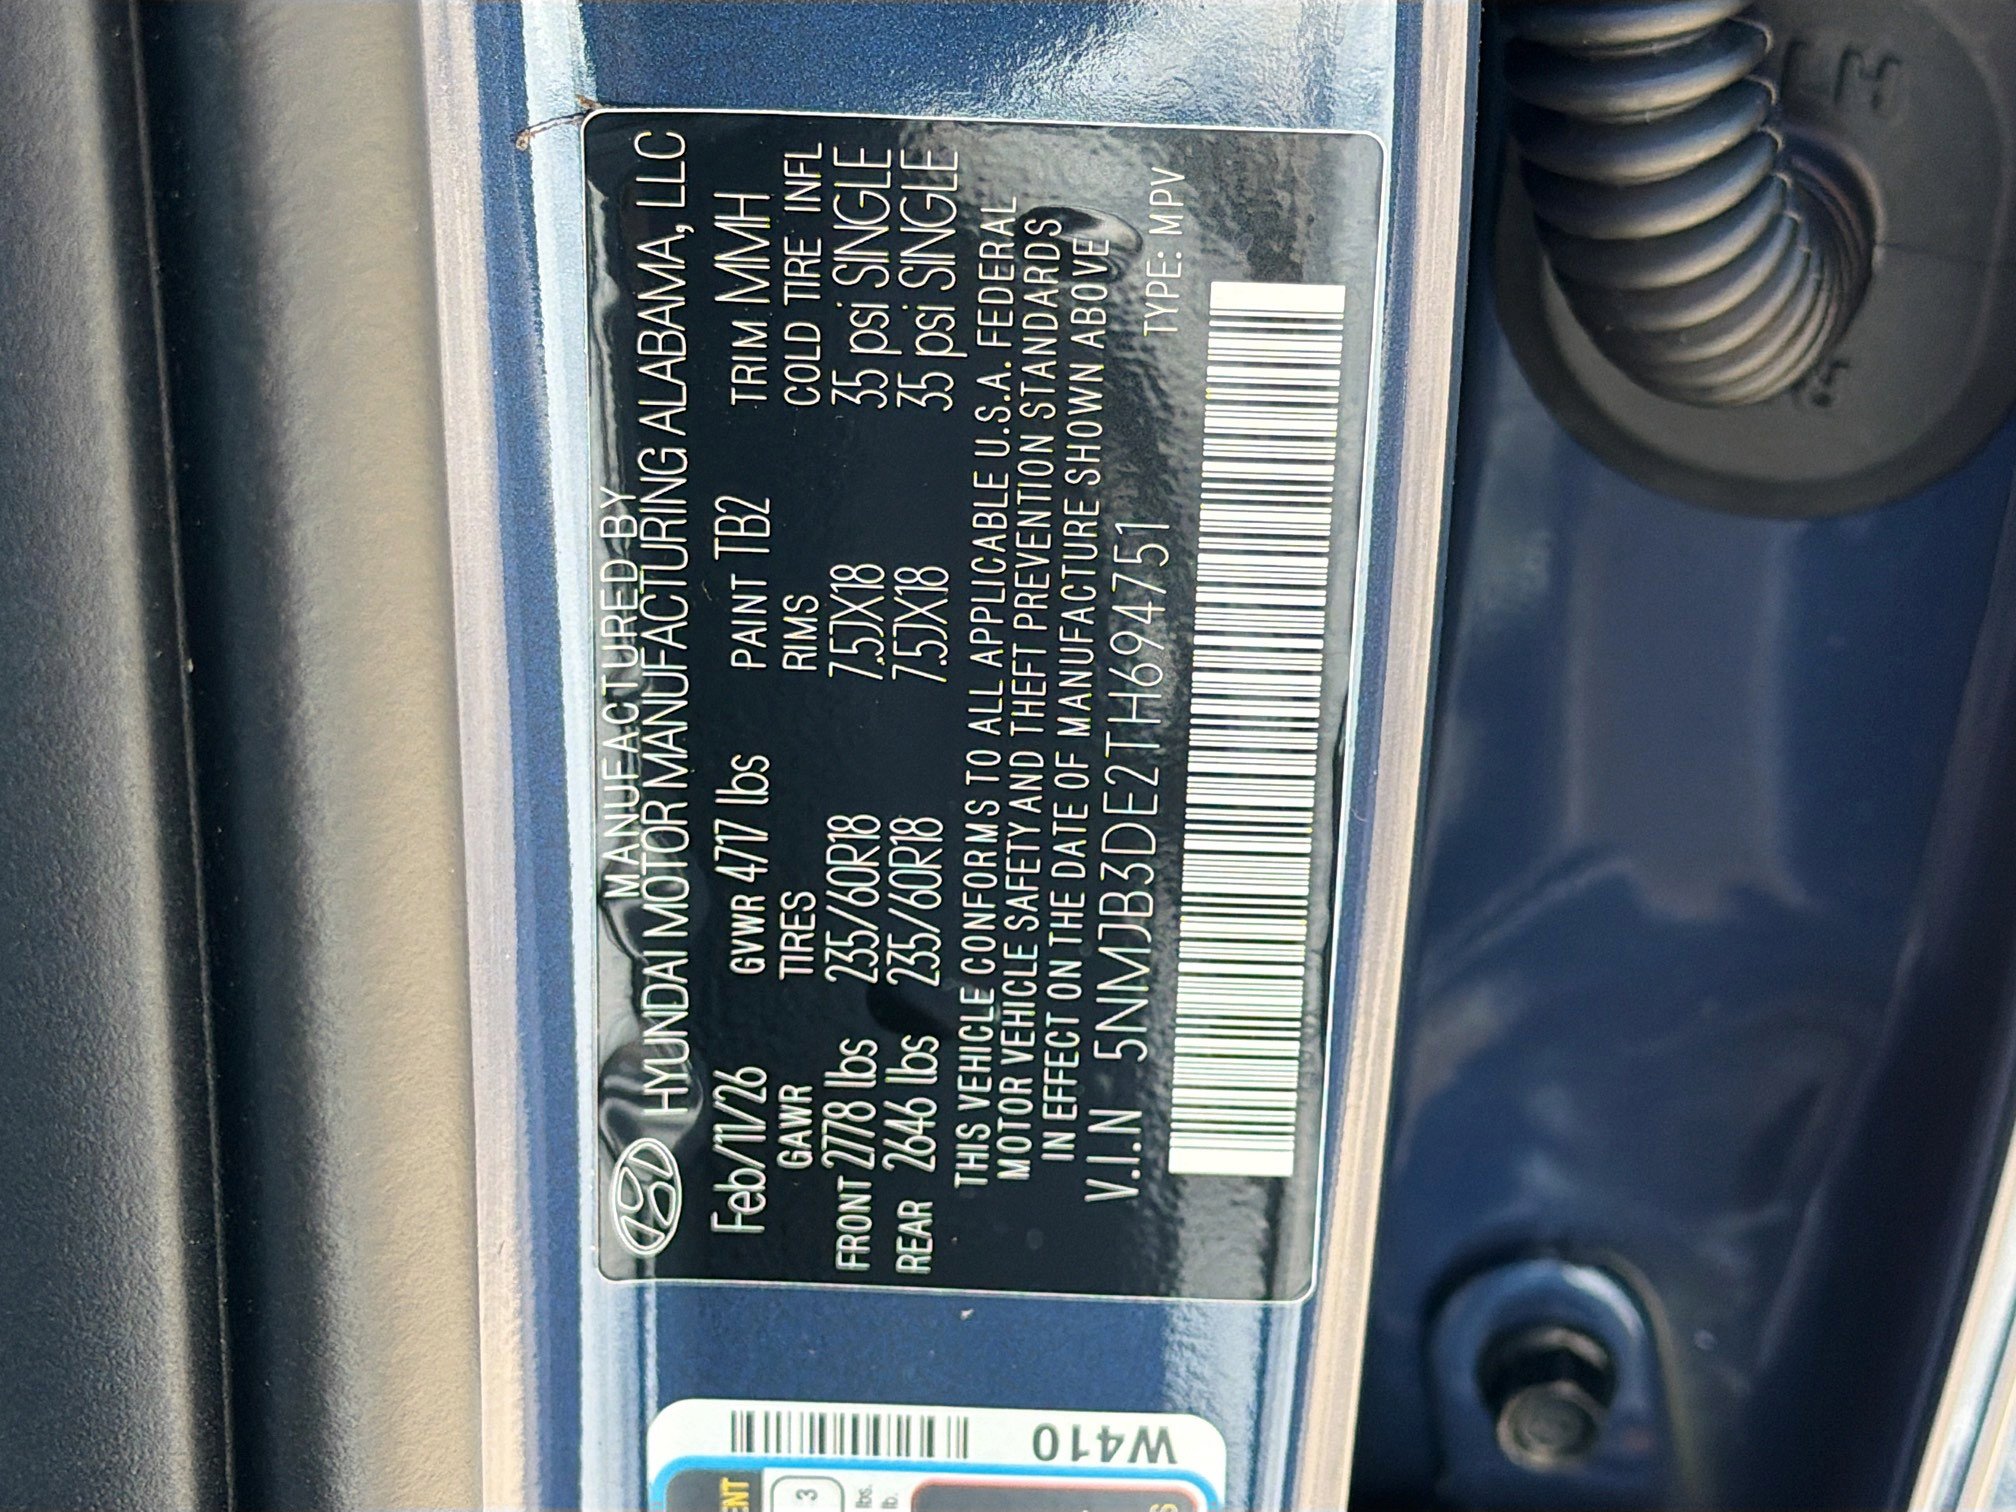 MANUFACTURED BY
HYUNDAI MOTOR MANUFACTURING ALABAMA, LLC
Feb/11/26 GVWR 4717 lbs PAINT TB2 TRIM MMH
GAWR TIRES RIMS COLD TIRE INFL
FRONT 2778 lbs 235/60R18 7.5JX18 35 psi SINGLE
REAR 2646 lbs 235/60R18 7.5JX18 35 psi SINGLE
THIS VEHICLE CONFORMS TO ALL APPLICABLE U.S.A. FEDERAL
MOTOR VEHICLE SAFETY AND THEFT PREVENTION STANDARDS
IN EFFECT ON THE DATE OF MANUFACTURE SHOWN ABOVE
V.I.N 5NMJB3DE2TH694751 TYPE: MPV
W410
3
lbs.
lb.